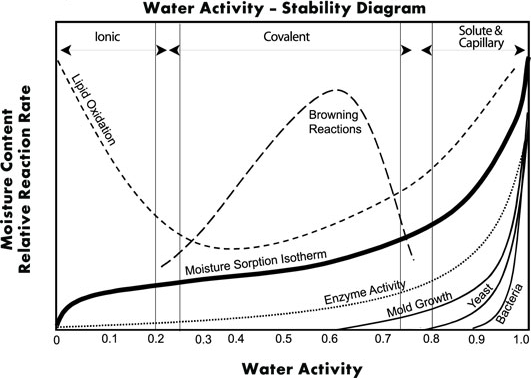 Water Activity – Stability Diagram
Ionic
Covalent
Solute &
Capillary
Lipid Oxidation
Browning
Reactions
Moisture Content
Relative Reaction Rate
Moisture Sorption Isotherm
Enzyme Activity
Mold Growth
Yeast
Bacteria
0 0.1 0.2 0.3 0.4 0.5 0.6 0.7 0.8 0.9 1.0
Water Activity